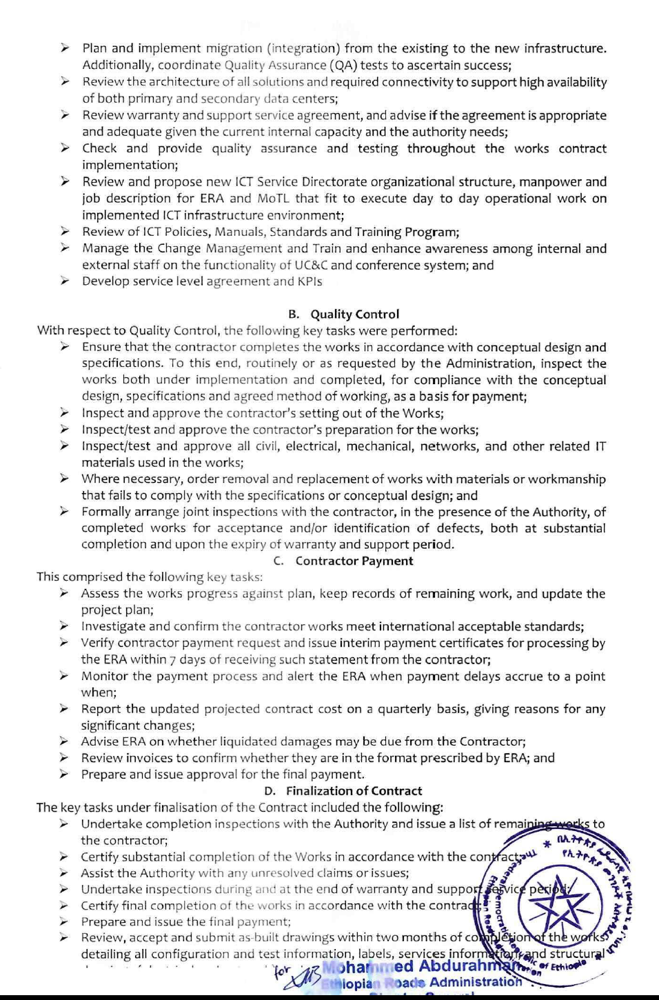 ➢ Plan and implement migration (integration) from the existing to the new infrastructure.
Additionally, coordinate Quality Assurance (QA) tests to ascertain success;
➢ Review the architecture of all solutions and required connectivity to support high availability
of both primary and secondary data centers;
➢ Review warranty and support service agreement, and advise if the agreement is appropriate
and adequate given the current internal capacity and the authority needs;
➢ Check and provide quality assurance and testing throughout the works contract
implementation;
➢ Review and propose new ICT Service Directorate organizational structure, manpower and
job description for ERA and MoTL that fit to execute day to day operational work on
implemented ICT infrastructure environment;
➢ Review of ICT Policies, Manuals, Standards and Training Program;
➢ Manage the Change Management and Train and enhance awareness among internal and
external staff on the functionality of UC&C and conference system; and
➢ Develop service level agreement and KPIs
B. Quality Control
With respect to Quality Control, the following key tasks were performed:
➢ Ensure that the contractor completes the works in accordance with conceptual design and
specifications. To this end, routinely or as requested by the Administration, inspect the
works both under implementation and completed, for compliance with the conceptual
design, specifications and agreed method of working, as a basis for payment;
➢ Inspect and approve the contractor's setting out of the Works;
➢ Inspect/test and approve the contractor's preparation for the works;
➢ Inspect/test and approve all civil, electrical, mechanical, networks, and other related IT
materials used in the works;
➢ Where necessary, order removal and replacement of works with materials or workmanship
that fails to comply with the specifications or conceptual design; and
➢ Formally arrange joint inspections with the contractor, in the presence of the Authority, of
completed works for acceptance and/or identification of defects, both at substantial
completion and upon the expiry of warranty and support period.
C. Contractor Payment
This comprised the following key tasks:
➢ Assess the works progress against plan, keep records of remaining work, and update the
project plan;
➢ Investigate and confirm the contractor works meet international acceptable standards;
➢ Verify contractor payment request and issue interim payment certificates for processing by
the ERA within 7 days of receiving such statement from the contractor;
➢ Monitor the payment process and alert the ERA when payment delays accrue to a point
when;
➢ Report the updated projected contract cost on a quarterly basis, giving reasons for any
significant changes;
➢ Advise ERA on whether liquidated damages may be due from the Contractor;
➢ Review invoices to confirm whether they are in the format prescribed by ERA; and
➢ Prepare and issue approval for the final payment.
D. Finalization of Contract
The key tasks under finalisation of the Contract included the following:
➢ Undertake completion inspections with the Authority and issue a list of remaining works to
the contractor;
➢ Certify substantial completion of the Works in accordance with the contract;
➢ Assist the Authority with any unresolved claims or issues;
➢ Undertake inspections during and at the end of warranty and support service period;
➢ Certify final completion of the works in accordance with the contract;
➢ Prepare and issue the final payment;
➢ Review, accept and submit as-built drawings within two months of completion of the works
detailing all configuration and test information, labels, services information and structural
for
Mohammed Abdurahman
Ethiopian Roads Administration